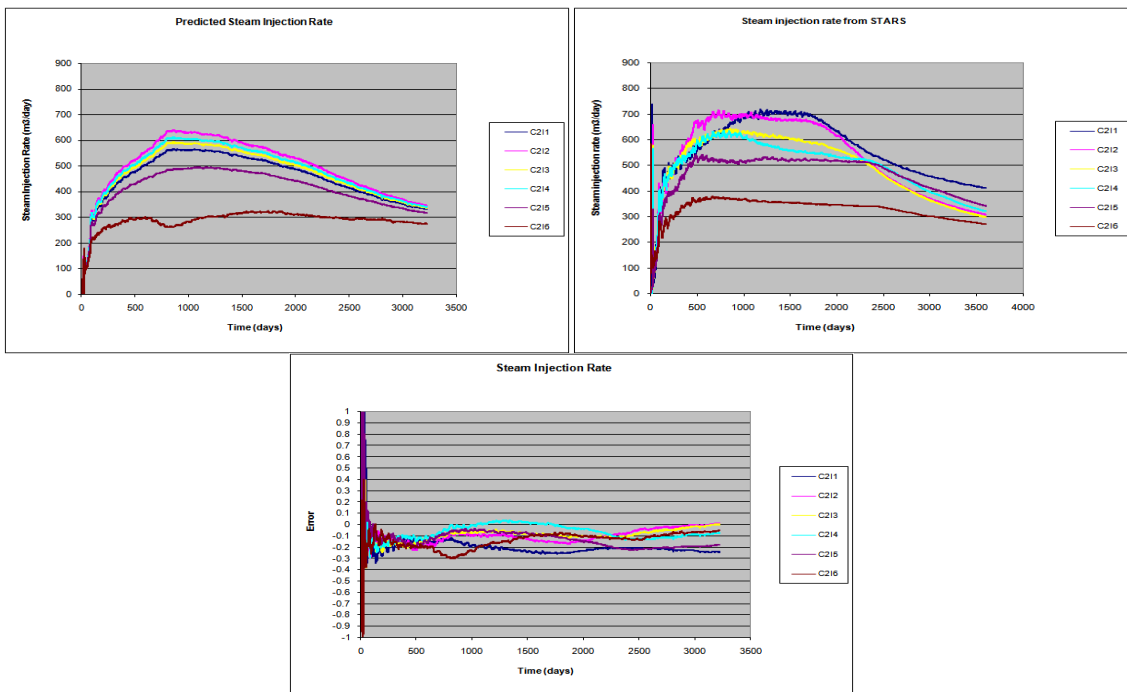 Predicted Steam Injection Rate
900
800
700
600
500
400
300
200
100
0
Steam Injection Rate (m3/day)
0 500 1000 1500 2000 2500 3000 3500
Time (days)
C2I1
C2I2
C2I3
C2I4
C2I5
C2I6
Steam injection rate from STARS
900
800
700
600
500
400
300
200
100
0
Steam injection rate (m3/day)
0 500 1000 1500 2000 2500 3000 3500 4000
Time (days)
C2I1
C2I2
C2I3
C2I4
C2I5
C2I6
Steam Injection Rate
1
0.9
0.8
0.7
0.6
0.5
0.4
0.3
0.2
0.1
0
-0.1
-0.2
-0.3
-0.4
-0.5
-0.6
-0.7
-0.8
-0.9
-1
Error
0 500 1000 1500 2000 2500 3000 3500
Time (days)
C2I1
C2I2
C2I3
C2I4
C2I5
C2I6